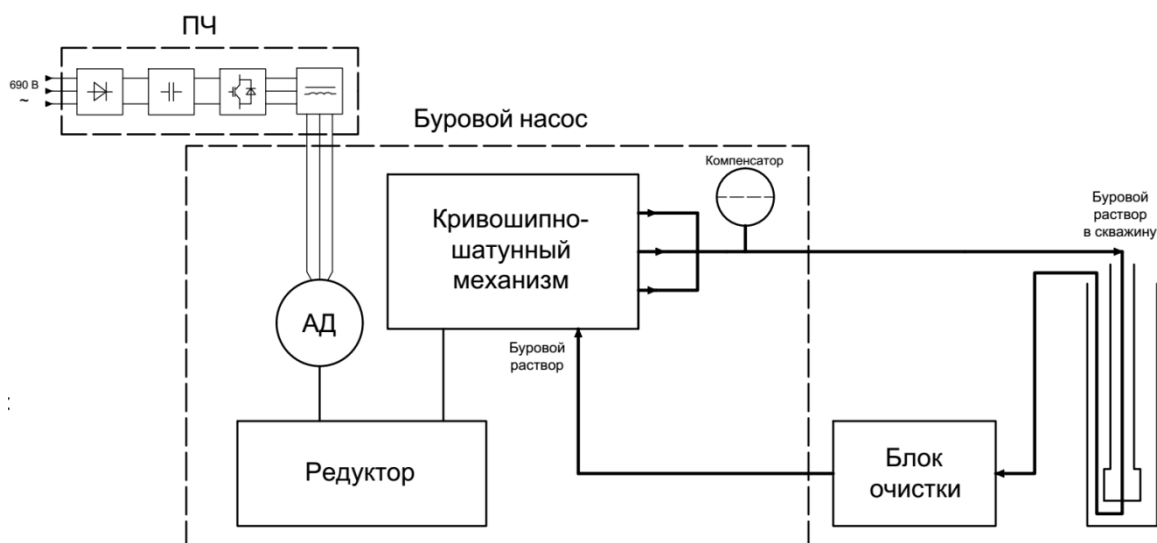 ПЧ
690 В
~
Буровой насос
Компенсатор
Кривошипно-
шатунный
механизм
Буровой
раствор
в скважину
АД
Буровой
раствор
Редуктор
Блок
очистки
: